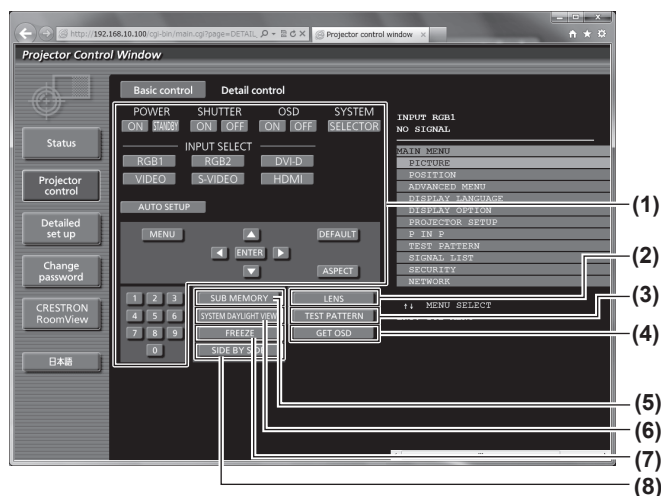 http://192.168.10.100/cgi-bin/main.cgi?page=DETAIL_
Projector control window
Projector Control Window
Basic control
Detail control
POWER
SHUTTER
OSD
SYSTEM
ON STANDBY
ON OFF
ON OFF
SELECTOR
INPUT SELECT
RGB1
RGB2
DVI-D
VIDEO
S-VIDEO
HDMI
AUTO SETUP
MENU
DEFAULT
ENTER
ASPECT
1 2 3
4 5 6
7 8 9
0
SUB MEMORY
SYSTEM DAYLIGHT VIEW
FREEZE
SIDE BY SIDE
LENS
TEST PATTERN
GET OSD
Status
Projector
control
Detailed
set up
Change
password
CRESTRON
RoomView
日本語
INPUT RGB1
NO SIGNAL
MAIN MENU
PICTURE
POSITION
ADVANCED MENU
DISPLAY LANGUAGE
DISPLAY OPTION
PROJECTOR SETUP
P IN P
TEST PATTERN
SIGNAL LIST
SECURITY
NETWORK
↑↓ MENU SELECT
(1)
(2)
(3)
(4)
(5)
(6)
(7)
(8)